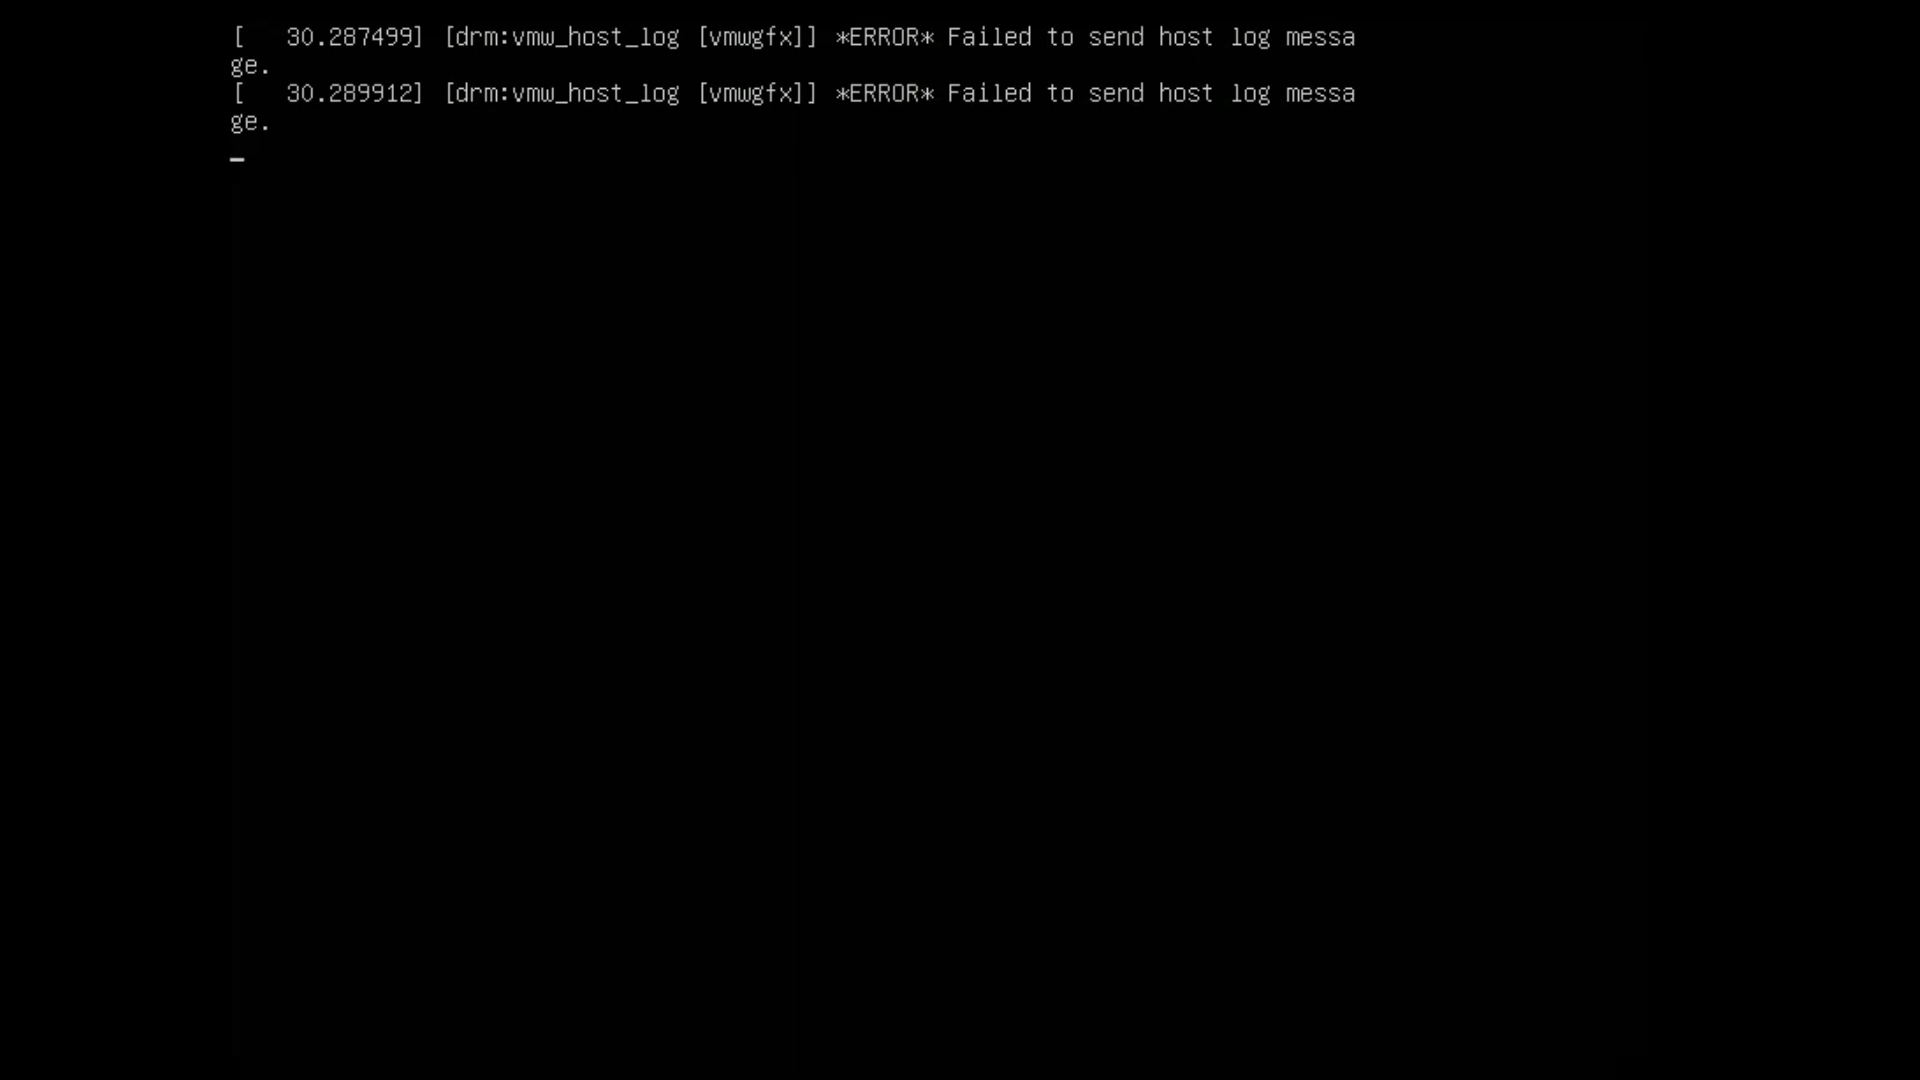 [   30.287499] [drm:vmw_host_log [vmwgfx]] *ERROR* Failed to send host log messa
ge.
[   30.289912] [drm:vmw_host_log [vmwgfx]] *ERROR* Failed to send host log messa
ge.